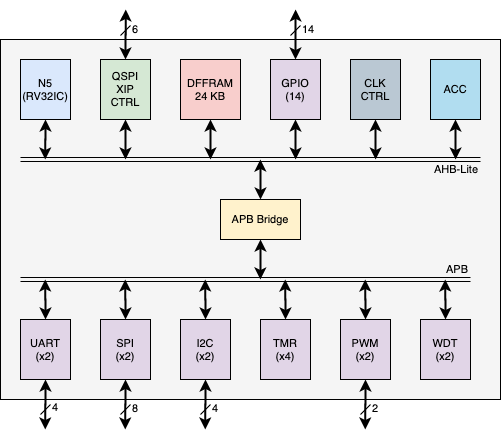 6
14
N5
(RV32IC)
QSPI
XIP
CTRL
DFFRAM
24 KB
GPIO
(14)
CLK
CTRL
ACC
AHB-Lite
APB Bridge
APB
UART
(x2)
SPI
(x2)
I2C
(x2)
TMR
(x4)
PWM
(x2)
WDT
(x2)
4
8
4
2